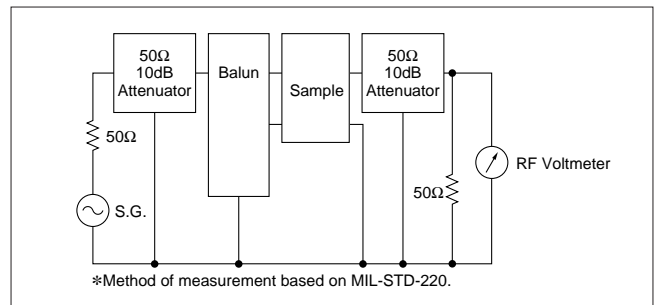 50Ω
10dB
Attenuator
Balun
Sample
50Ω
10dB
Attenuator
50Ω
RF Voltmeter
50Ω
S.G.
*Method of measurement based on MIL-STD-220.